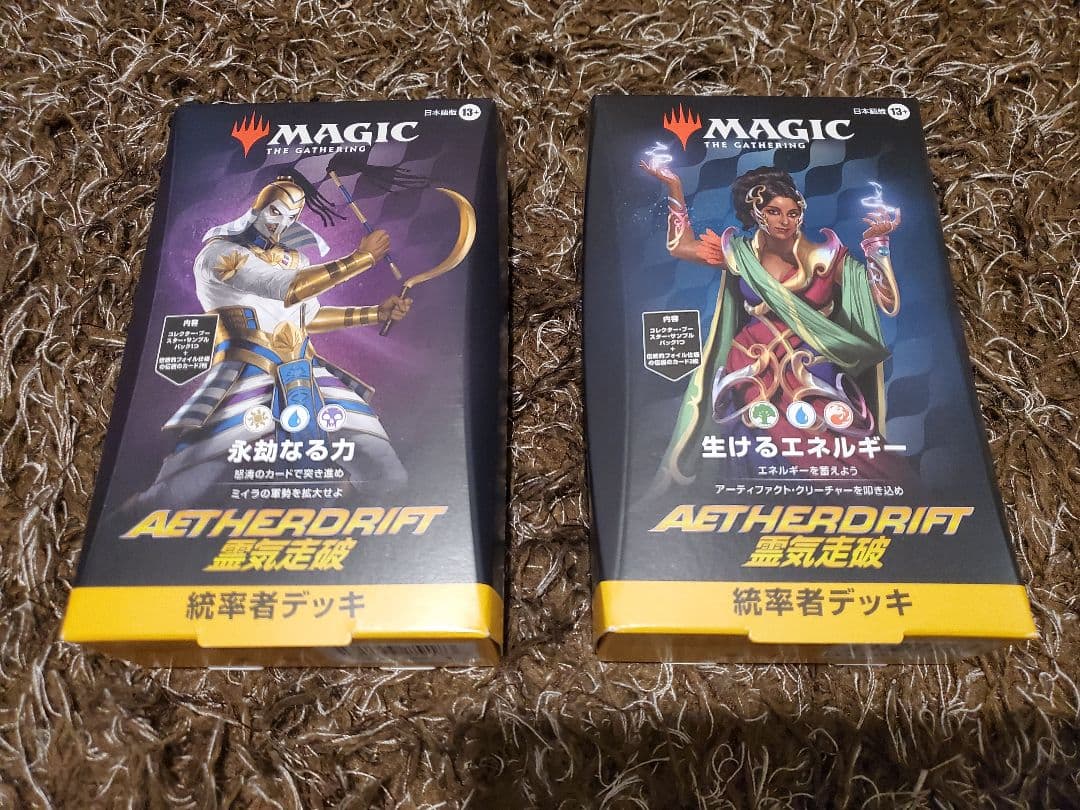 日本語版 13+
MAGIC
THE GATHERING
内容
コレクター・ブー
スター・サンプル
パック1つ
+
伝統的フォイル仕様
の伝説のカード2枚
永劫なる力
怒涛のカードで突き進め
ミイラの軍勢を拡大せよ
AETHERDRIFT
霊気走破
統率者デッキ
日本語版 13+
MAGIC
THE GATHERING
内容
コレクター・ブー
スター・サンプル
パック1つ
+
伝統的フォイル仕様
の伝説のカード2枚
生けるエネルギー
エネルギーを蓄えよう
アーティファクト・クリーチャーを叩き込め
AETHERDRIFT
霊気走破
統率者デッキ